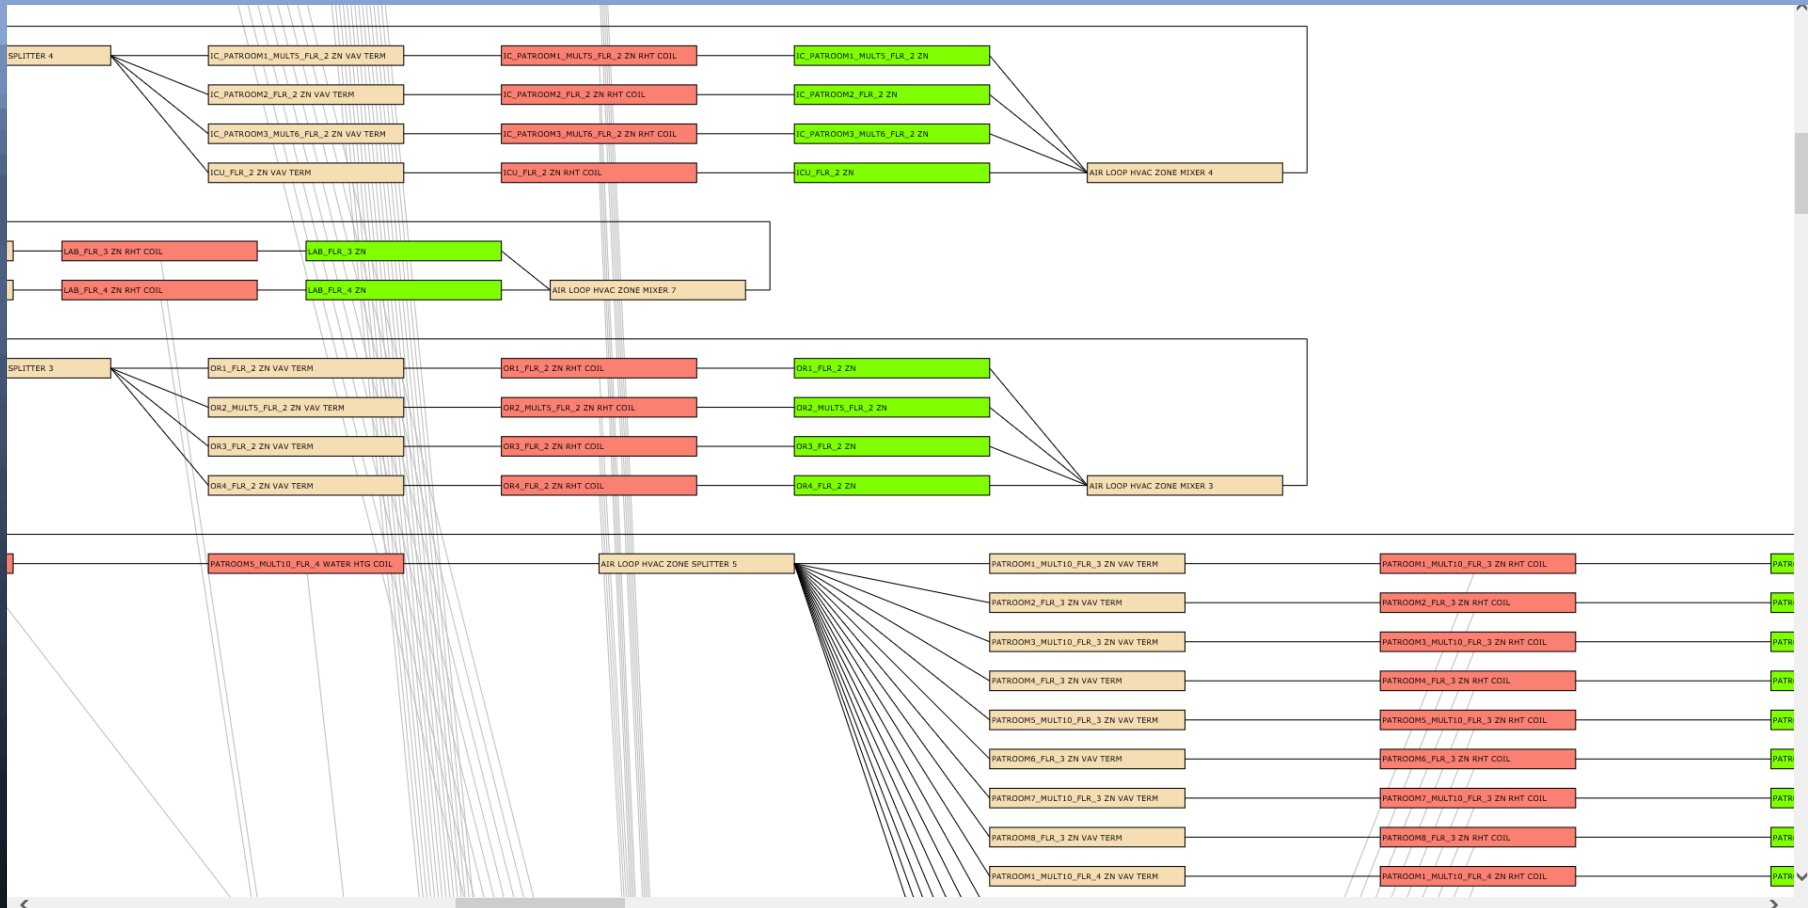 SPLITTER 4
IC_PATROOM1_MULT5_FLR_2 ZN VAV TERM
IC_PATROOM1_MULT5_FLR_2 ZN RHT COIL
IC_PATROOM1_MULT5_FLR_2 ZN
IC_PATROOM2_FLR_2 ZN VAV TERM
IC_PATROOM2_FLR_2 ZN RHT COIL
IC_PATROOM2_FLR_2 ZN
IC_PATROOM3_MULT6_FLR_2 ZN VAV TERM
IC_PATROOM3_MULT6_FLR_2 ZN RHT COIL
IC_PATROOM3_MULT6_FLR_2 ZN
ICU_FLR_2 ZN VAV TERM
ICU_FLR_2 ZN RHT COIL
ICU_FLR_2 ZN
AIR LOOP HVAC ZONE MIXER 4
LAB_FLR_3 ZN RHT COIL
LAB_FLR_3 ZN
LAB_FLR_4 ZN RHT COIL
LAB_FLR_4 ZN
AIR LOOP HVAC ZONE MIXER 7
SPLITTER 3
OR1_FLR_2 ZN VAV TERM
OR1_FLR_2 ZN RHT COIL
OR1_FLR_2 ZN
OR2_MULT5_FLR_2 ZN VAV TERM
OR2_MULT5_FLR_2 ZN RHT COIL
OR2_MULT5_FLR_2 ZN
OR3_FLR_2 ZN VAV TERM
OR3_FLR_2 ZN RHT COIL
OR3_FLR_2 ZN
OR4_FLR_2 ZN VAV TERM
OR4_FLR_2 ZN RHT COIL
OR4_FLR_2 ZN
AIR LOOP HVAC ZONE MIXER 3
PATROOM5_MULT10_FLR_4 WATER HTG COIL
AIR LOOP HVAC ZONE SPLITTER 5
PATROOM1_MULT10_FLR_3 ZN VAV TERM
PATROOM1_MULT10_FLR_3 ZN RHT COIL
PATR
PATROOM2_FLR_3 ZN VAV TERM
PATROOM2_FLR_3 ZN RHT COIL
PATR
PATROOM3_MULT10_FLR_3 ZN VAV TERM
PATROOM3_MULT10_FLR_3 ZN RHT COIL
PATR
PATROOM4_FLR_3 ZN VAV TERM
PATROOM4_FLR_3 ZN RHT COIL
PATR
PATROOM5_MULT10_FLR_3 ZN VAV TERM
PATROOM5_MULT10_FLR_3 ZN RHT COIL
PATR
PATROOM6_FLR_3 ZN VAV TERM
PATROOM6_FLR_3 ZN RHT COIL
PATR
PATROOM7_MULT10_FLR_3 ZN VAV TERM
PATROOM7_MULT10_FLR_3 ZN RHT COIL
PATR
PATROOM8_FLR_3 ZN VAV TERM
PATROOM8_FLR_3 ZN RHT COIL
PATR
PATROOM1_MULT10_FLR_4 ZN VAV TERM
PATROOM1_MULT10_FLR_4 ZN RHT COIL
PATR